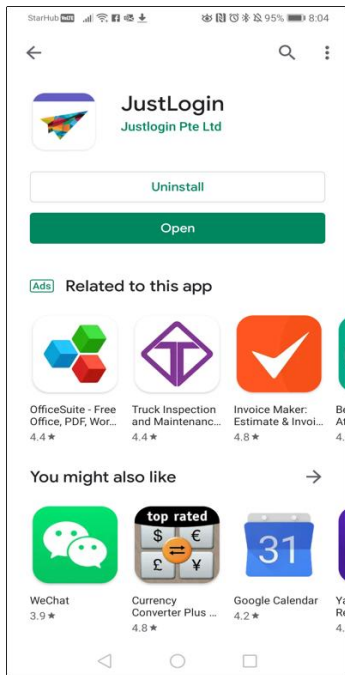 StarHub 95% 8:04
JustLogin
Justlogin Pte Ltd
Uninstall
Open
Ads Related to this app
OfficeSuite - Free
Office, PDF, Wor...
4.4★
Truck Inspection
and Maintenanc...
4.4★
Invoice Maker:
Estimate & Invoi...
4.8★
You might also like
top rated
$ €
£ ¥
31
WeChat
3.9★
Currency
Converter Plus ...
4.8★
Google Calendar
4.2★